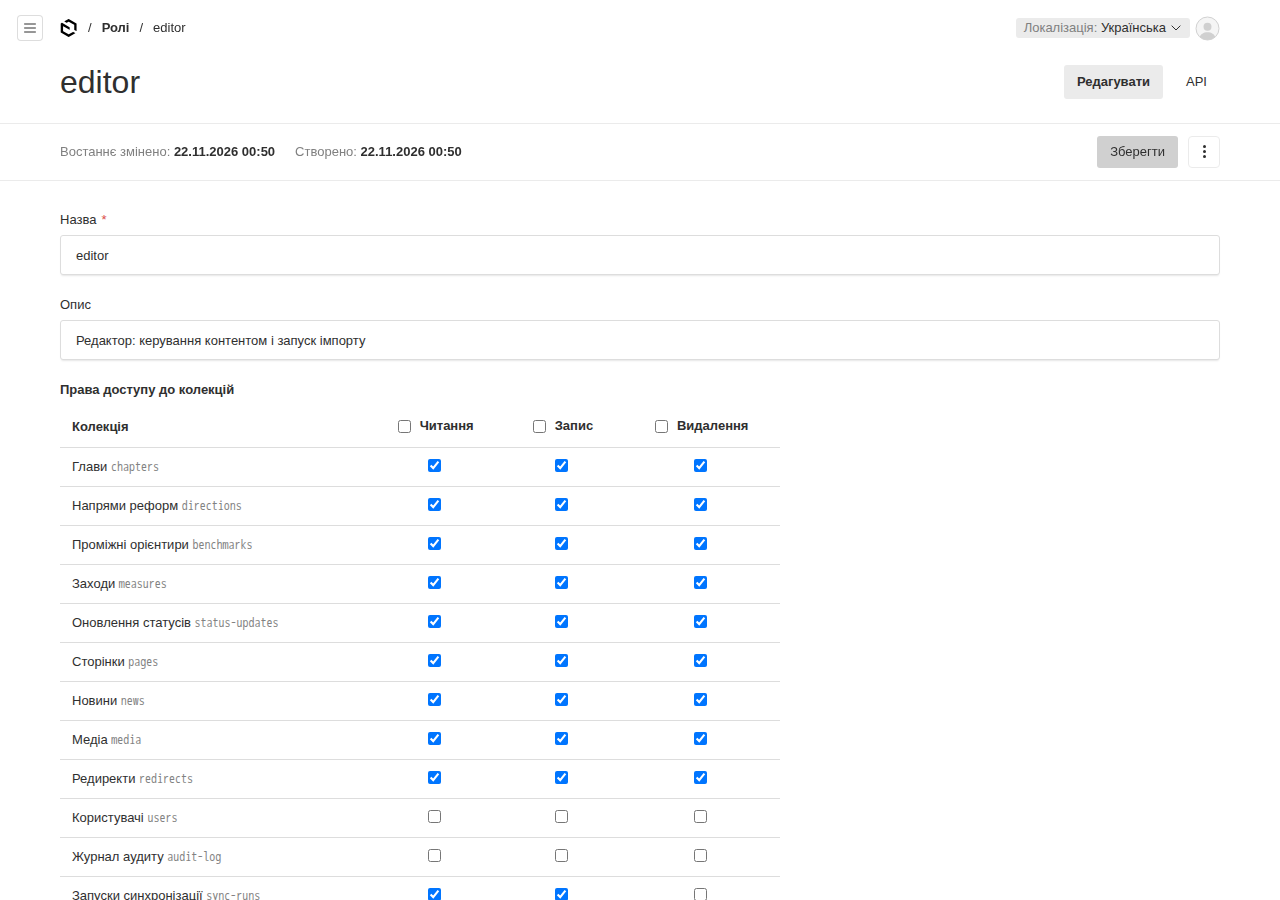 / Ролі / editor
Локалізація: Українська
editor
Редагувати
API
Востаннє змінено: 22.11.2026 00:50 Створено: 22.11.2026 00:50
Зберегти
Назва *
editor
Опис
Редактор: керування контентом і запуск імпорту
Права доступу до колекцій
Колекція Читання Запис Видалення
Глави chapters
Напрями реформ directions
Проміжні орієнтири benchmarks
Заходи measures
Оновлення статусів status-updates
Сторінки pages
Новини news
Медіа media
Редиректи redirects
Користувачі users
Журнал аудиту audit-log
Запуски синхронізації sync-runs